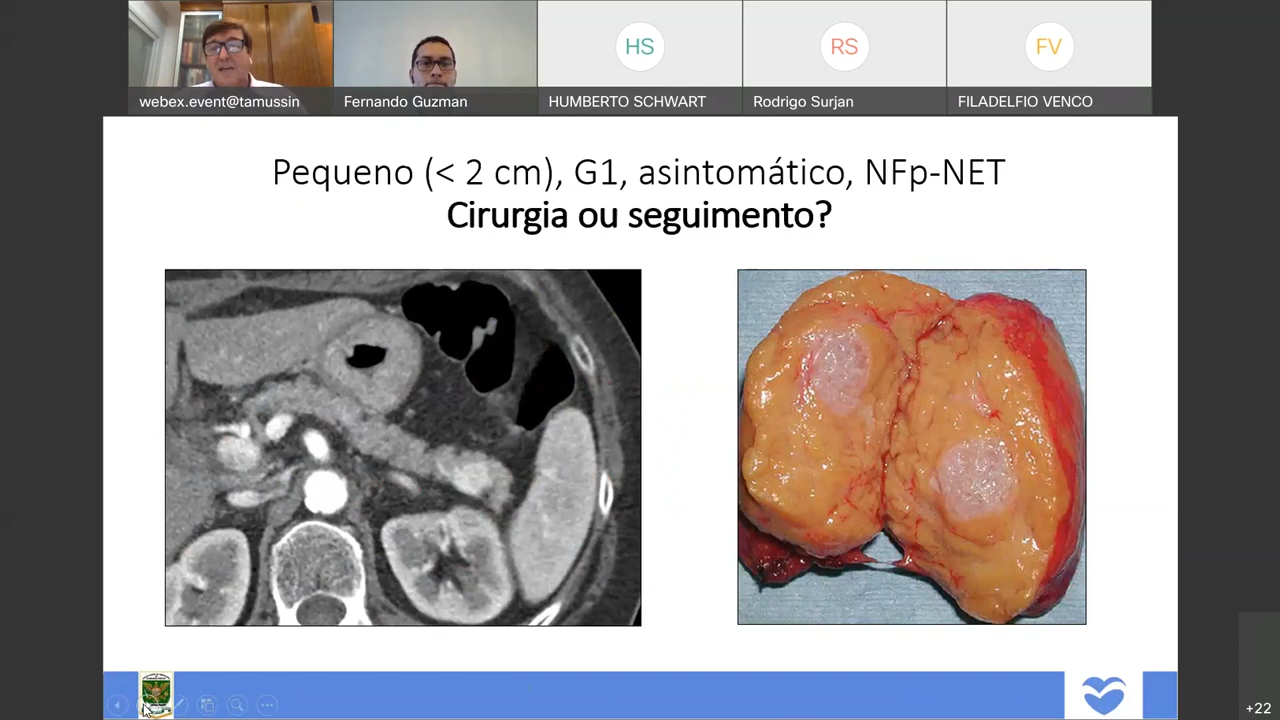 HS
RS
FV
webex.event@tamussin
Fernando Guzman
HUMBERTO SCHWART
Rodrigo Surjan
FILADELFIO VENCO
Pequeno (< 2 cm), G1, asintomático, NFp-NET
Cirurgia ou seguimento?
+22